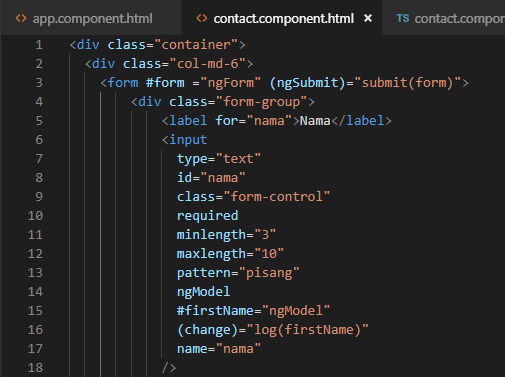 app.component.html contact.component.html × TS contact.compon
1 <div class="container">
2 <div class="col-md-6">
3 <form #form ="ngForm" (ngSubmit)="submit(form)">
4 <div class="form-group">
5 <label for="nama">Nama</label>
6 <input
7 type="text"
8 id="nama"
9 class="form-control"
10 required
11 minlength="3"
12 maxlength="10"
13 pattern="pisang"
14 ngModel
15 #firstName="ngModel"
16 (change)="log(firstName)"
17 name="nama"
18 />